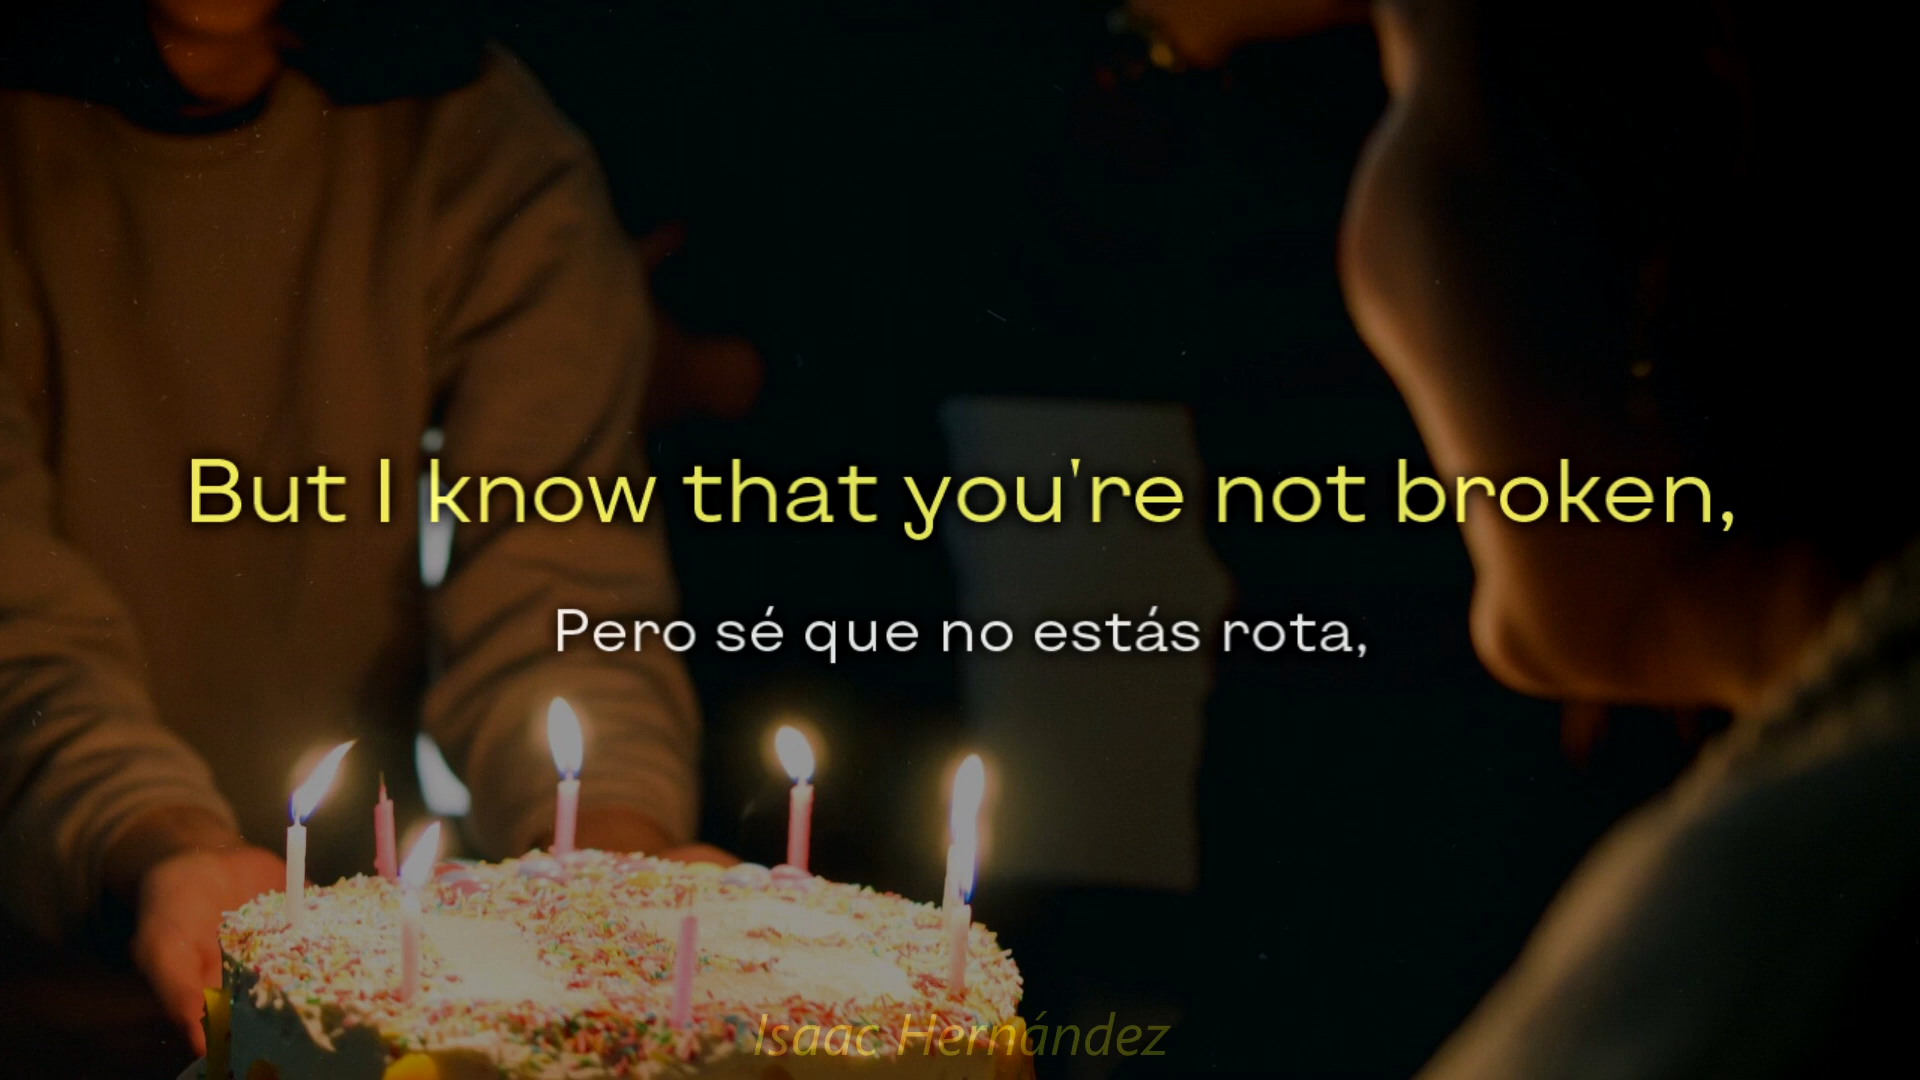 But I know that you're not broken,
Pero sé que no estás rota,
Isaac Hernández